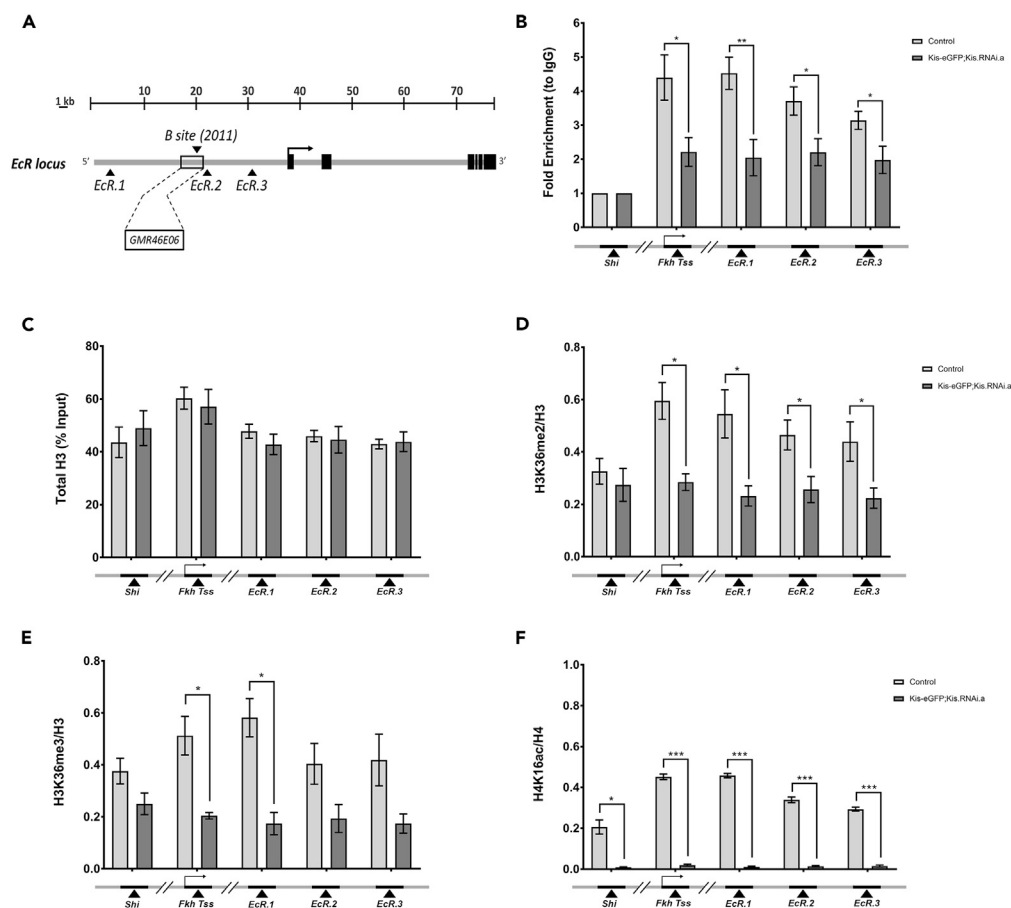 A
1 kb
10 20 30 40 50 60 70
B site (2011)
EcR locus 5' 3'
EcR.1 EcR.2 EcR.3
GMR46E06
B
Fold Enrichment (to IgG)
6
5
4
3
2
1
0
* ** * *
Control
Kis-eGFP;Kis.RNAi.a
Shi Fkh Tss EcR.1 EcR.2 EcR.3
C
Total H3 (% Input)
80
60
40
20
0
Shi Fkh Tss EcR.1 EcR.2 EcR.3
D
H3K36me2/H3
0.8
0.6
0.4
0.2
0.0
* * * *
Control
Kis-eGFP;Kis.RNAi.a
Shi Fkh Tss EcR.1 EcR.2 EcR.3
E
H3K36me3/H3
0.8
0.6
0.4
0.2
0.0
* *
Shi Fkh Tss EcR.1 EcR.2 EcR.3
F
H4K16ac/H4
1.0
0.8
0.6
0.4
0.2
0.0
* *** *** *** ***
Control
Kis-eGFP;Kis.RNAi.a
Shi Fkh Tss EcR.1 EcR.2 EcR.3